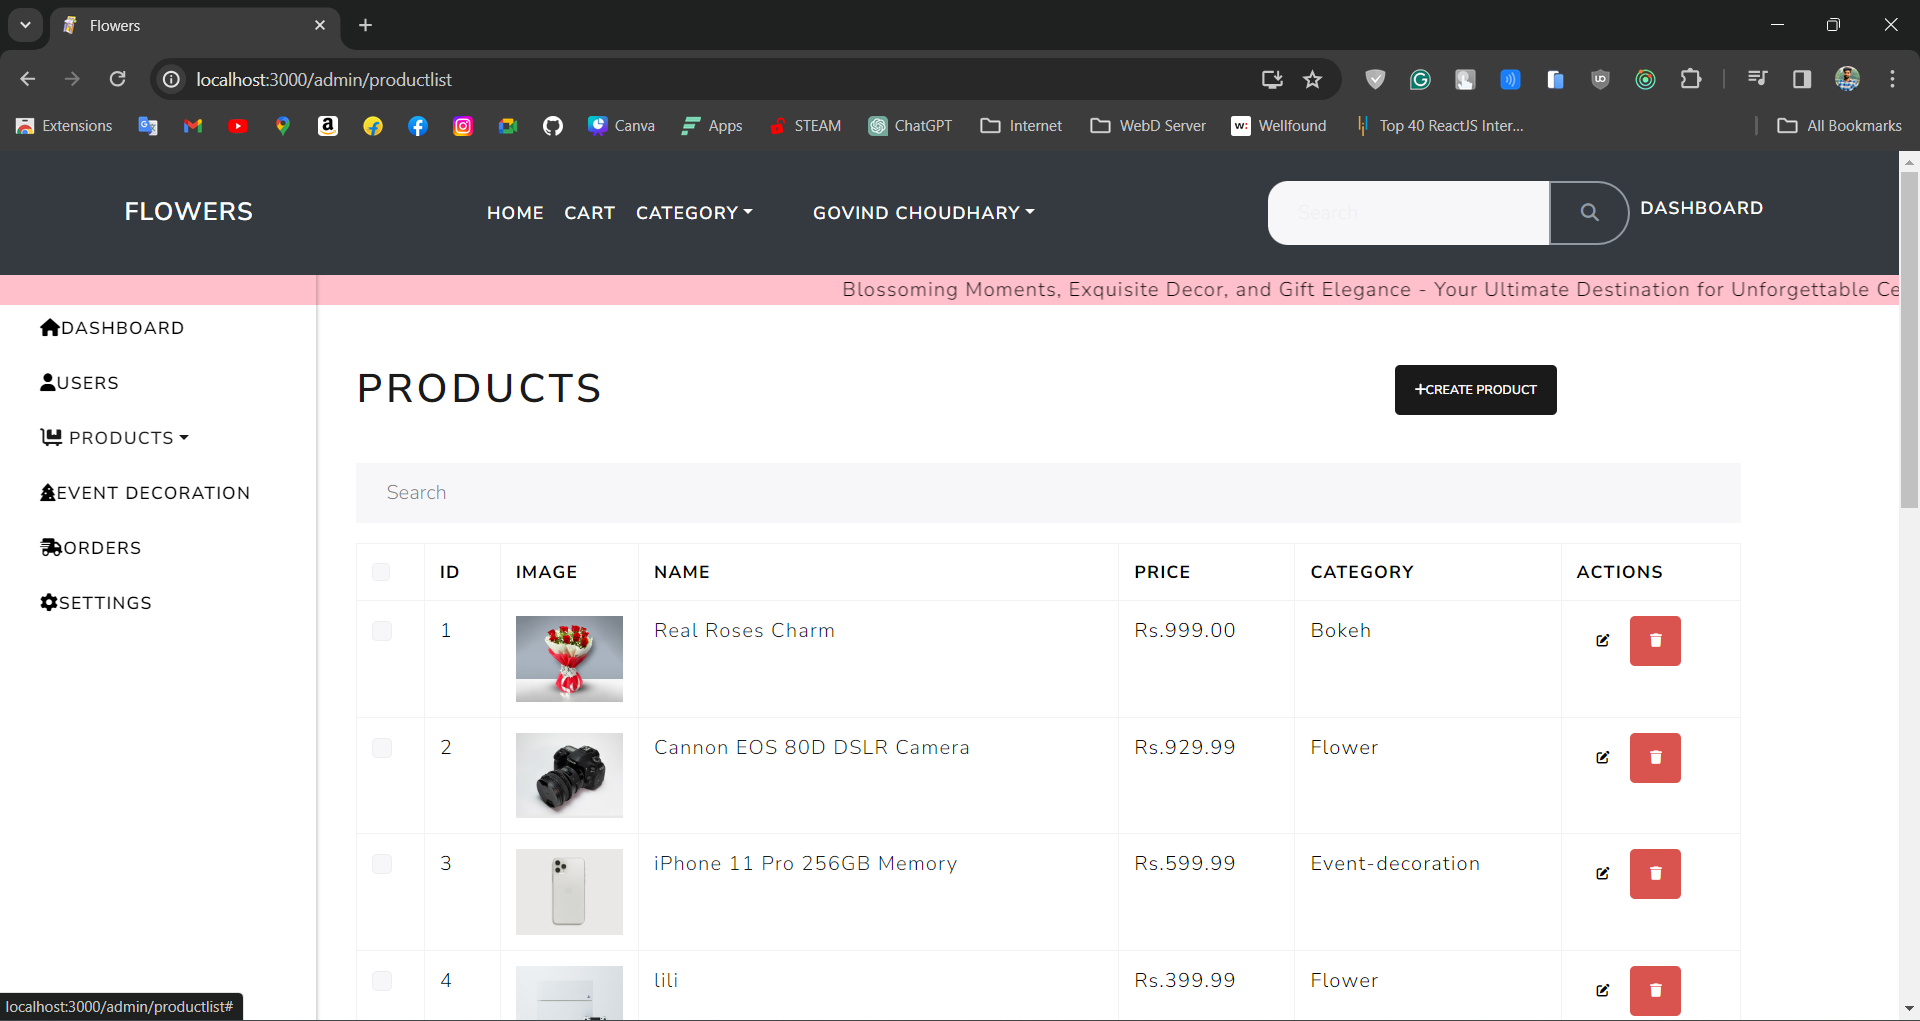 Flowers
localhost:3000/admin/productlist
Extensions Canva Apps STEAM ChatGPT Internet WebD Server Wellfound Top 40 ReactJS Inter... All Bookmarks
FLOWERS HOME CART CATEGORY GOVIND CHOUDHARY Search DASHBOARD
Blossoming Moments, Exquisite Decor, and Gift Elegance - Your Ultimate Destination for Unforgettable Ce
DASHBOARD
USERS
PRODUCTS
EVENT DECORATION
ORDERS
SETTINGS
PRODUCTS
+CREATE PRODUCT
Search
ID IMAGE NAME PRICE CATEGORY ACTIONS
1 Real Roses Charm Rs.999.00 Bokeh
2 Cannon EOS 80D DSLR Camera Rs.929.99 Flower
3 iPhone 11 Pro 256GB Memory Rs.599.99 Event-decoration
4 lili Rs.399.99 Flower
localhost:3000/admin/productlist#